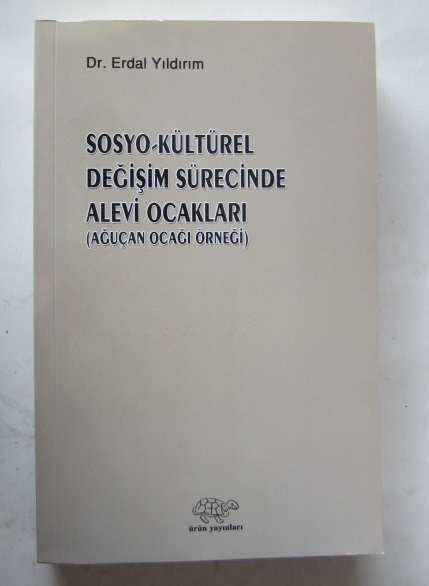 Dr. Erdal Yıldırım
SOSYO-KÜLTÜREL
DEĞİŞİM SÜRECİNDE
ALEVİ OCAKLARI
(AĞUÇAN OCAĞI ÖRNEĞİ)
ürün yayınları